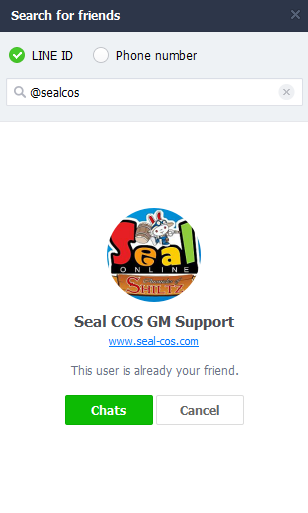 Search for friends
LINE ID
Phone number
@sealcos
Seal
ONLINE
SHILTZ
Seal COS GM Support
www.seal-cos.com
This user is already your friend.
Chats
Cancel